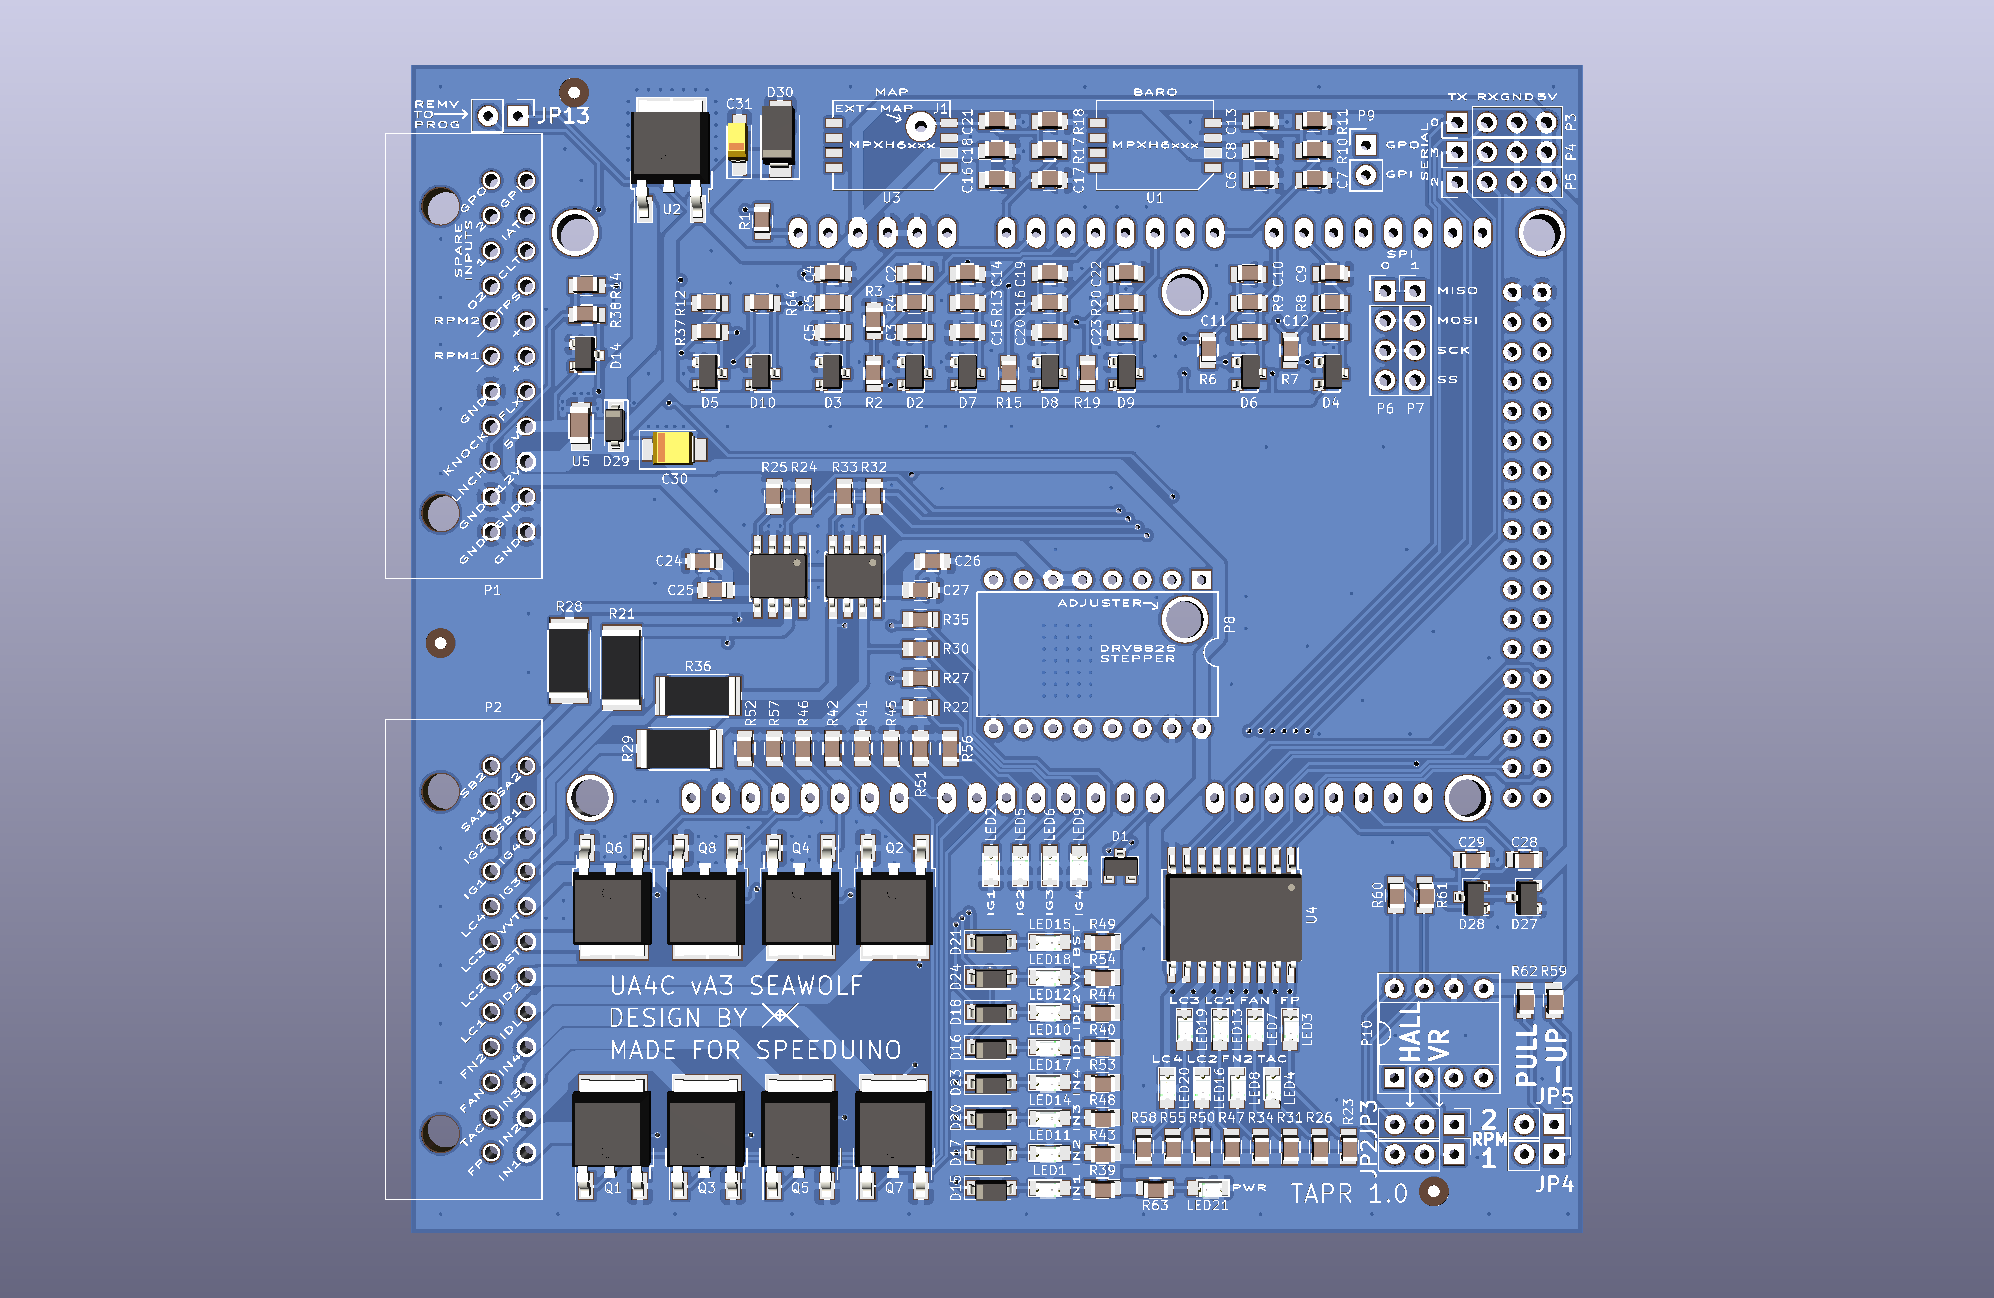 REMV
TO
PROG
JP13
C31
D30
MAP
EXT-MAP
J1
MPXH6xxx
U3
U2
R1
C21
C18
C16
R18
R17
C17
BARO
MPXH6xxx
U1
C13
C8
C6
R11
R10
C7
P9
GPO
GPI
TX RX GND 5V
SERIAL
0
3
2
P3
P4
P5
SPI
0 1
MISO
MOSI
SCK
SS
P6 P7
GPO GPI
SPARE
INPUTS
2
1
IAT
CLT
O2
TPS
RPM2
RPM1
GND
FLX
KNOCK
5V
LNCH
12V
GND
GND
GND
GND
P1
R14
R38
D14
U5
D29
C30
R12
R37
R64
C4
R5
C5
R3
C2
R4
C3
C14
R13
C15
C19
R16
C20
C22
R20
C23
C11
C10
R9
C12
C9
R8
R6
R7
D5
D10
D3
R2
D2
D7
R15
D8
R19
D9
D6
D4
R25 R24 R33 R32
C24
C25
C26
C27
R35
R30
R27
R22
R28
R21
R36
R29
R52
R57
R46
R42
R41
R45
R51
R56
ADJUSTER
DRV8825
STEPPER
P8
P2
SB2
SA2
SA1
SB1
IG2
IG4
IG1
IG3
LC4
VVT
LC3
BST
LC2
ID2
LC1
IDL
FN2
IN4
FAN
IN3
TAC
IN2
FP
IN1
Q6 Q8 Q4 Q2
UA4C vA3 SEAWOLF
DESIGN BY
MADE FOR SPEEDUINO
Q1 Q3 Q5 Q7
LED2
LED5
LED6
LED9
IG1
IG2
IG3
IG4
D1
U4
D21 LED15 BST R49
D24 LED18 VVT R54
D18 LED12 IDL2 R44
D16 LED10 IDL R40
D23 LED17 IN4 R53
D20 LED14 IN3 R48
D17 LED11 IN2 R43
D15 LED1 IN1 R39
LC3 LC1 FAN FP
LED19
LED13
LED7
LED3
LC4 LC2 FN2 TAC
LED20
LED16
LED8
LED4
R58 R55 R50 R47 R34 R31 R26 R23
R63
LED21
PWR
TAPR 1.0
C29
C28
R60
R61
D28
D27
R62 R59
P10
HALL
VR
PULL
-UP
JP5
JP3
JP2
2
RPM
1
JP4